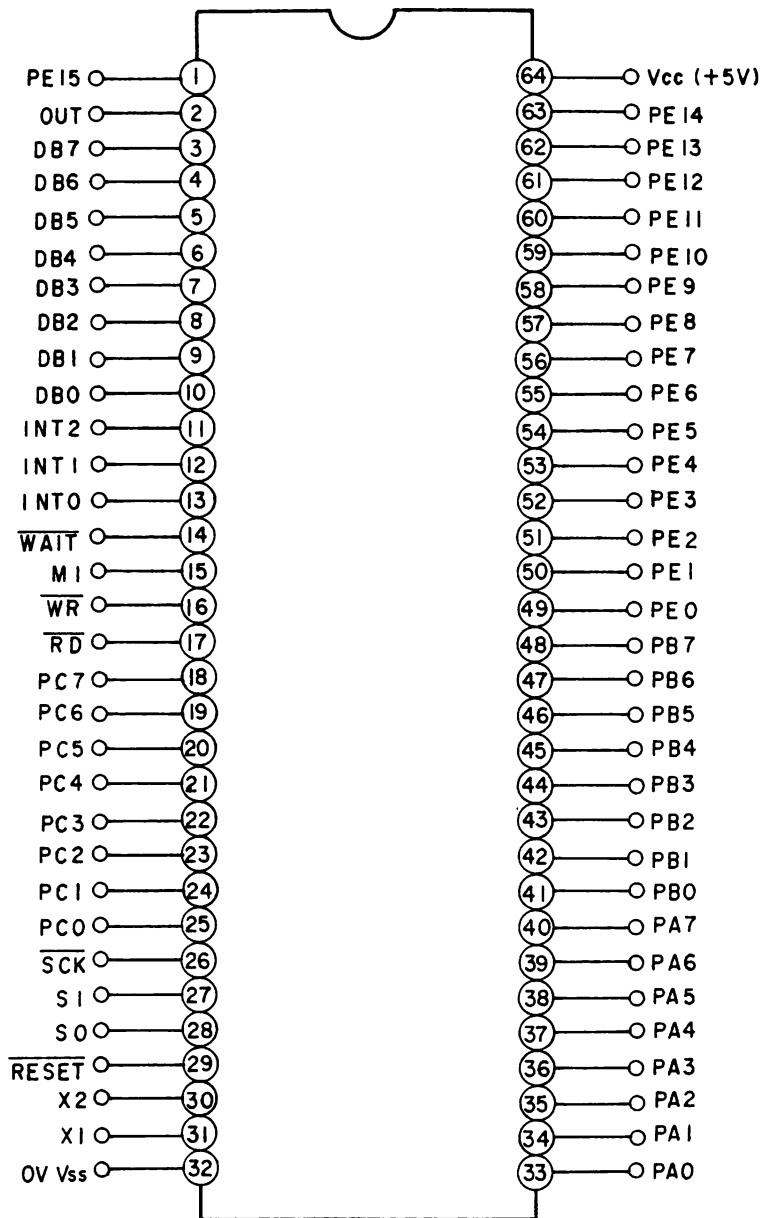 PE15 1 64 Vcc (+5V)
OUT 2 63 PE14
DB7 3 62 PE13
DB6 4 61 PE12
DB5 5 60 PE11
DB4 6 59 PE10
DB3 7 58 PE9
DB2 8 57 PE8
DB1 9 56 PE7
DB0 10 55 PE6
INT2 11 54 PE5
INT1 12 53 PE4
INT0 13 52 PE3
WAIT 14 51 PE2
M1 15 50 PE1
WR 16 49 PE0
RD 17 48 PB7
PC7 18 47 PB6
PC6 19 46 PB5
PC5 20 45 PB4
PC4 21 44 PB3
PC3 22 43 PB2
PC2 23 42 PB1
PC1 24 41 PB0
PC0 25 40 PA7
SCK 26 39 PA6
SI 27 38 PA5
SO 28 37 PA4
RESET 29 36 PA3
X2 30 35 PA2
X1 31 34 PA1
0V Vss 32 33 PA0